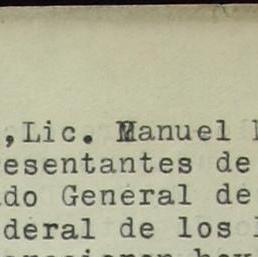 ,Lic. Manuel
esentantes de
do General de
deral de los